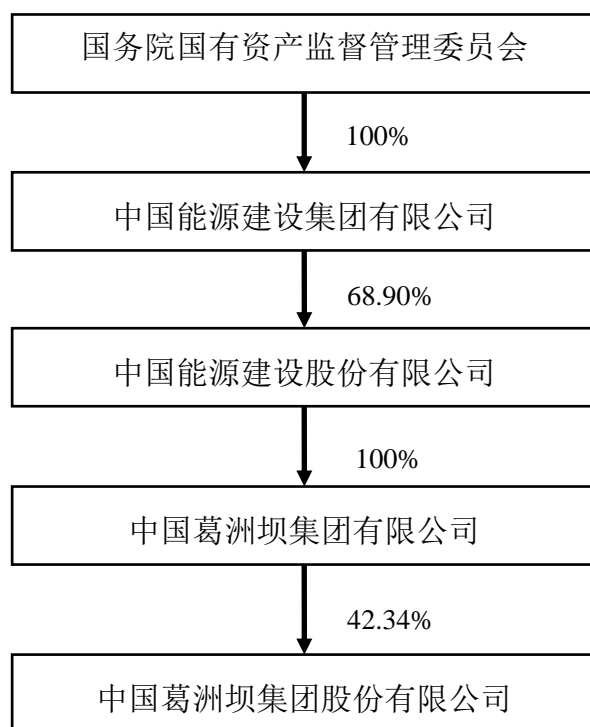 国务院国有资产监督管理委员会
100%
中国能源建设集团有限公司
68.90%
中国能源建设股份有限公司
100%
中国葛洲坝集团有限公司
42.34%
中国葛洲坝集团股份有限公司